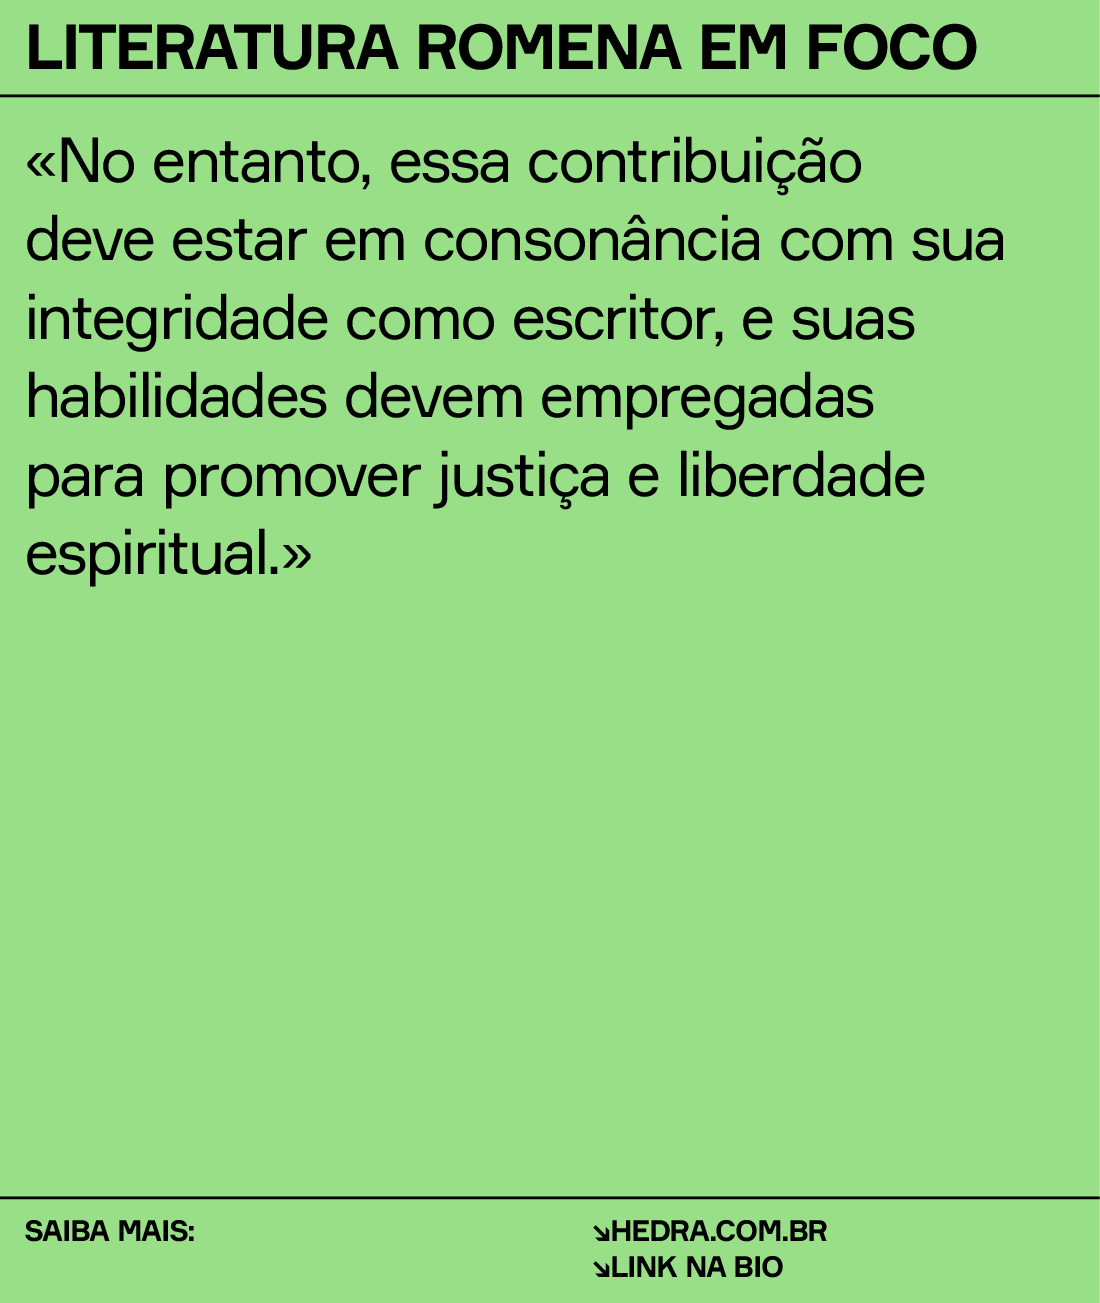 LITERATURA ROMENA EM FOCO
«No entanto, essa contribuição
deve estar em consonância com sua
integridade como escritor, e suas
habilidades devem empregadas
para promover justiça e liberdade
espiritual.»
SAIBA MAIS:
↘HEDRA.COM.BR
↘LINK NA BIO